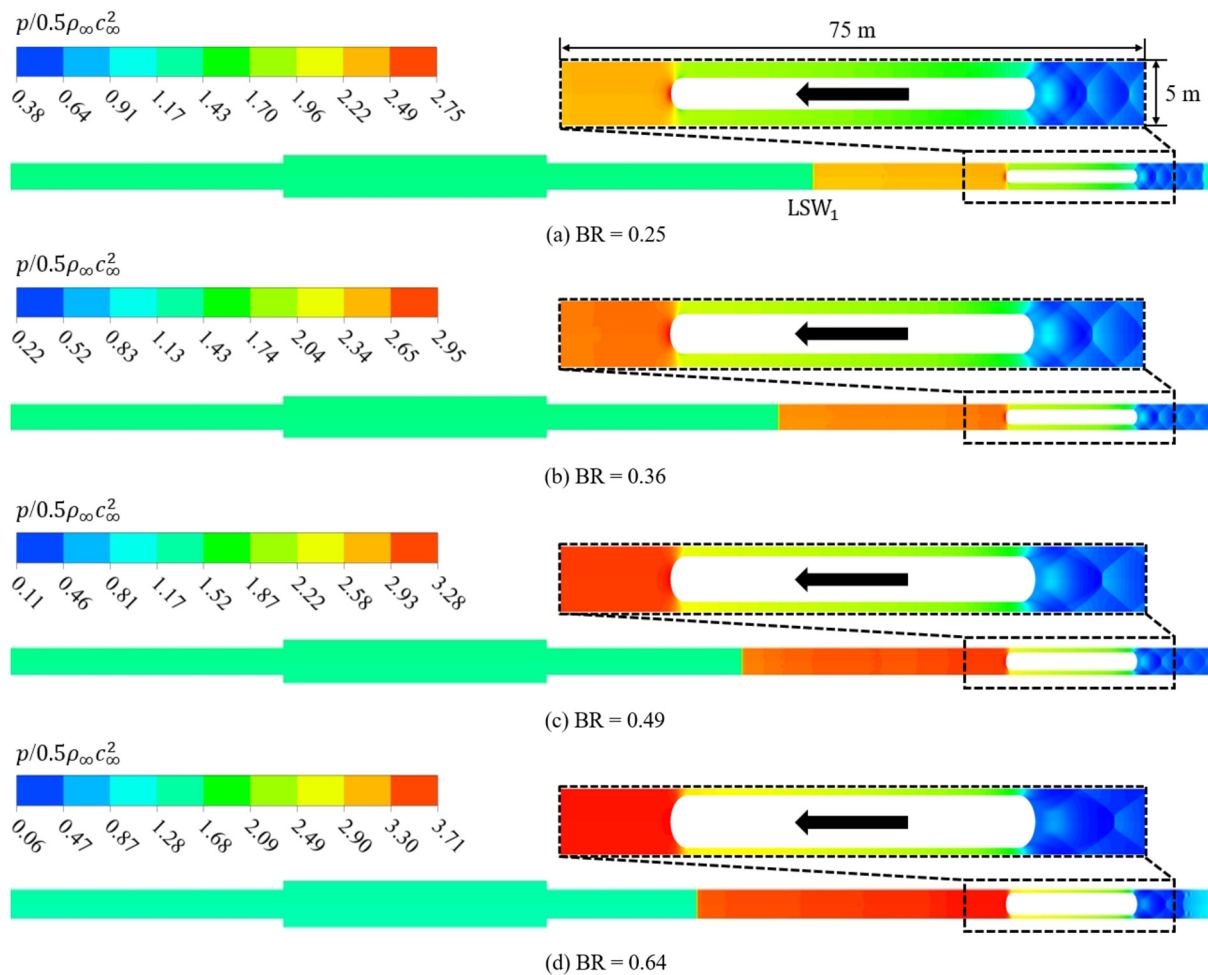 p/0.5ρ∞c∞²
0.38 0.64 0.91 1.17 1.43 1.70 1.96 2.22 2.49 2.75
75 m
5 m
LSW₁
(a) BR = 0.25
p/0.5ρ∞c∞²
0.22 0.52 0.83 1.13 1.43 1.74 2.04 2.34 2.65 2.95
(b) BR = 0.36
p/0.5ρ∞c∞²
0.11 0.46 0.81 1.17 1.52 1.87 2.22 2.58 2.93 3.28
(c) BR = 0.49
p/0.5ρ∞c∞²
0.06 0.47 0.87 1.28 1.68 2.09 2.49 2.90 3.30 3.71
(d) BR = 0.64